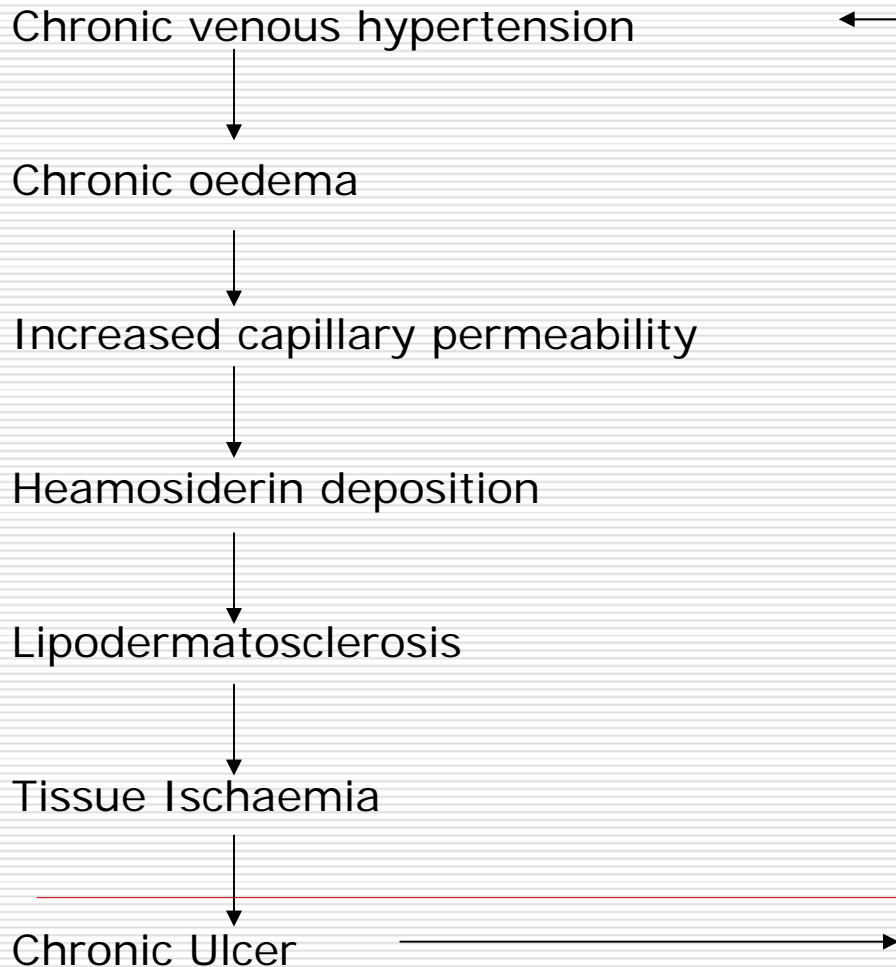 Chronic venous hypertension
Chronic oedema
Increased capillary permeability
Heamosiderin deposition
Lipodermatosclerosis
Tissue Ischaemia
Chronic Ulcer